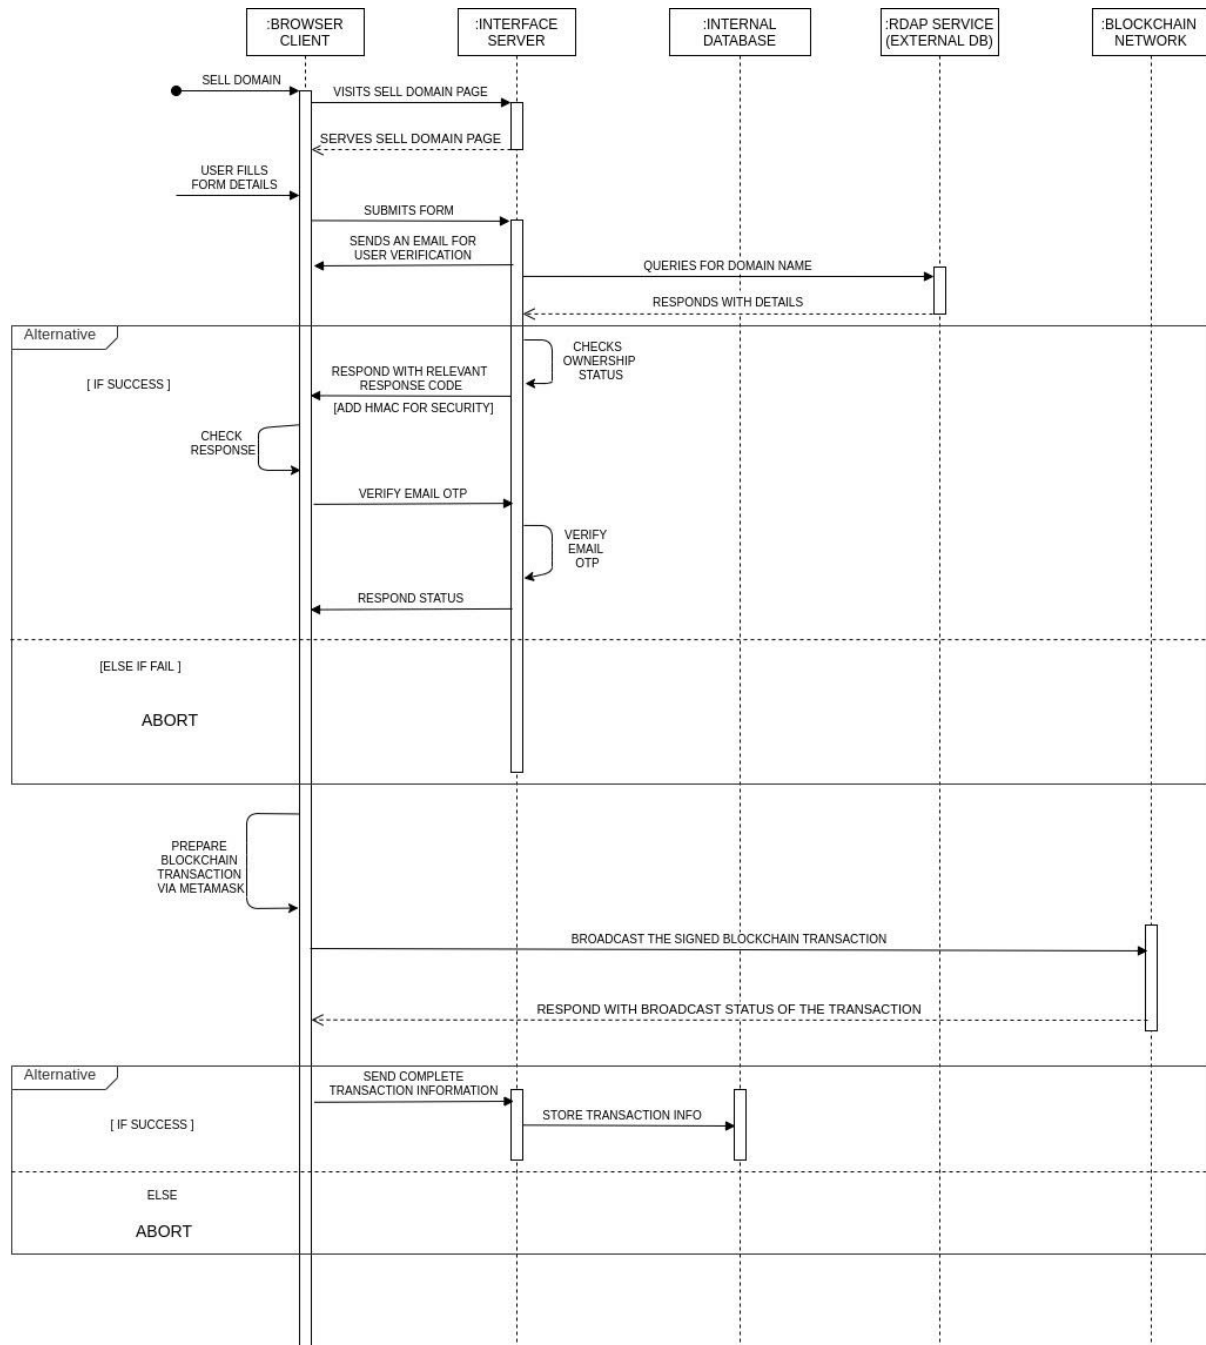 :BROWSER
CLIENT
:INTERFACE
SERVER
:INTERNAL
DATABASE
:RDAP SERVICE
(EXTERNAL DB)
:BLOCKCHAIN
NETWORK
SELL DOMAIN
VISITS SELL DOMAIN PAGE
SERVES SELL DOMAIN PAGE
USER FILLS
FORM DETAILS
SUBMITS FORM
SENDS AN EMAIL FOR
USER VERIFICATION
QUERIES FOR DOMAIN NAME
RESPONDS WITH DETAILS
Alternative
[ IF SUCCESS ]
CHECKS
OWNERSHIP
STATUS
RESPOND WITH RELEVANT
RESPONSE CODE
[ADD HMAC FOR SECURITY]
CHECK
RESPONSE
VERIFY EMAIL OTP
VERIFY
EMAIL
OTP
RESPOND STATUS
[ELSE IF FAIL ]
ABORT
PREPARE
BLOCKCHAIN
TRANSACTION
VIA METAMASK
BROADCAST THE SIGNED BLOCKCHAIN TRANSACTION
RESPOND WITH BROADCAST STATUS OF THE TRANSACTION
Alternative
SEND COMPLETE
TRANSACTION INFORMATION
[ IF SUCCESS ]
STORE TRANSACTION INFO
ELSE
ABORT